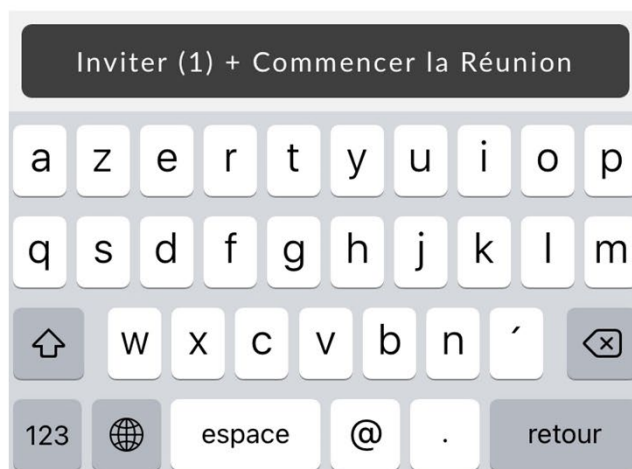 Inviter (1) + Commencer la Réunion
a z e r t y u i o p
q s d f g h j k l m
w x c v b n ´
123 espace @ . retour